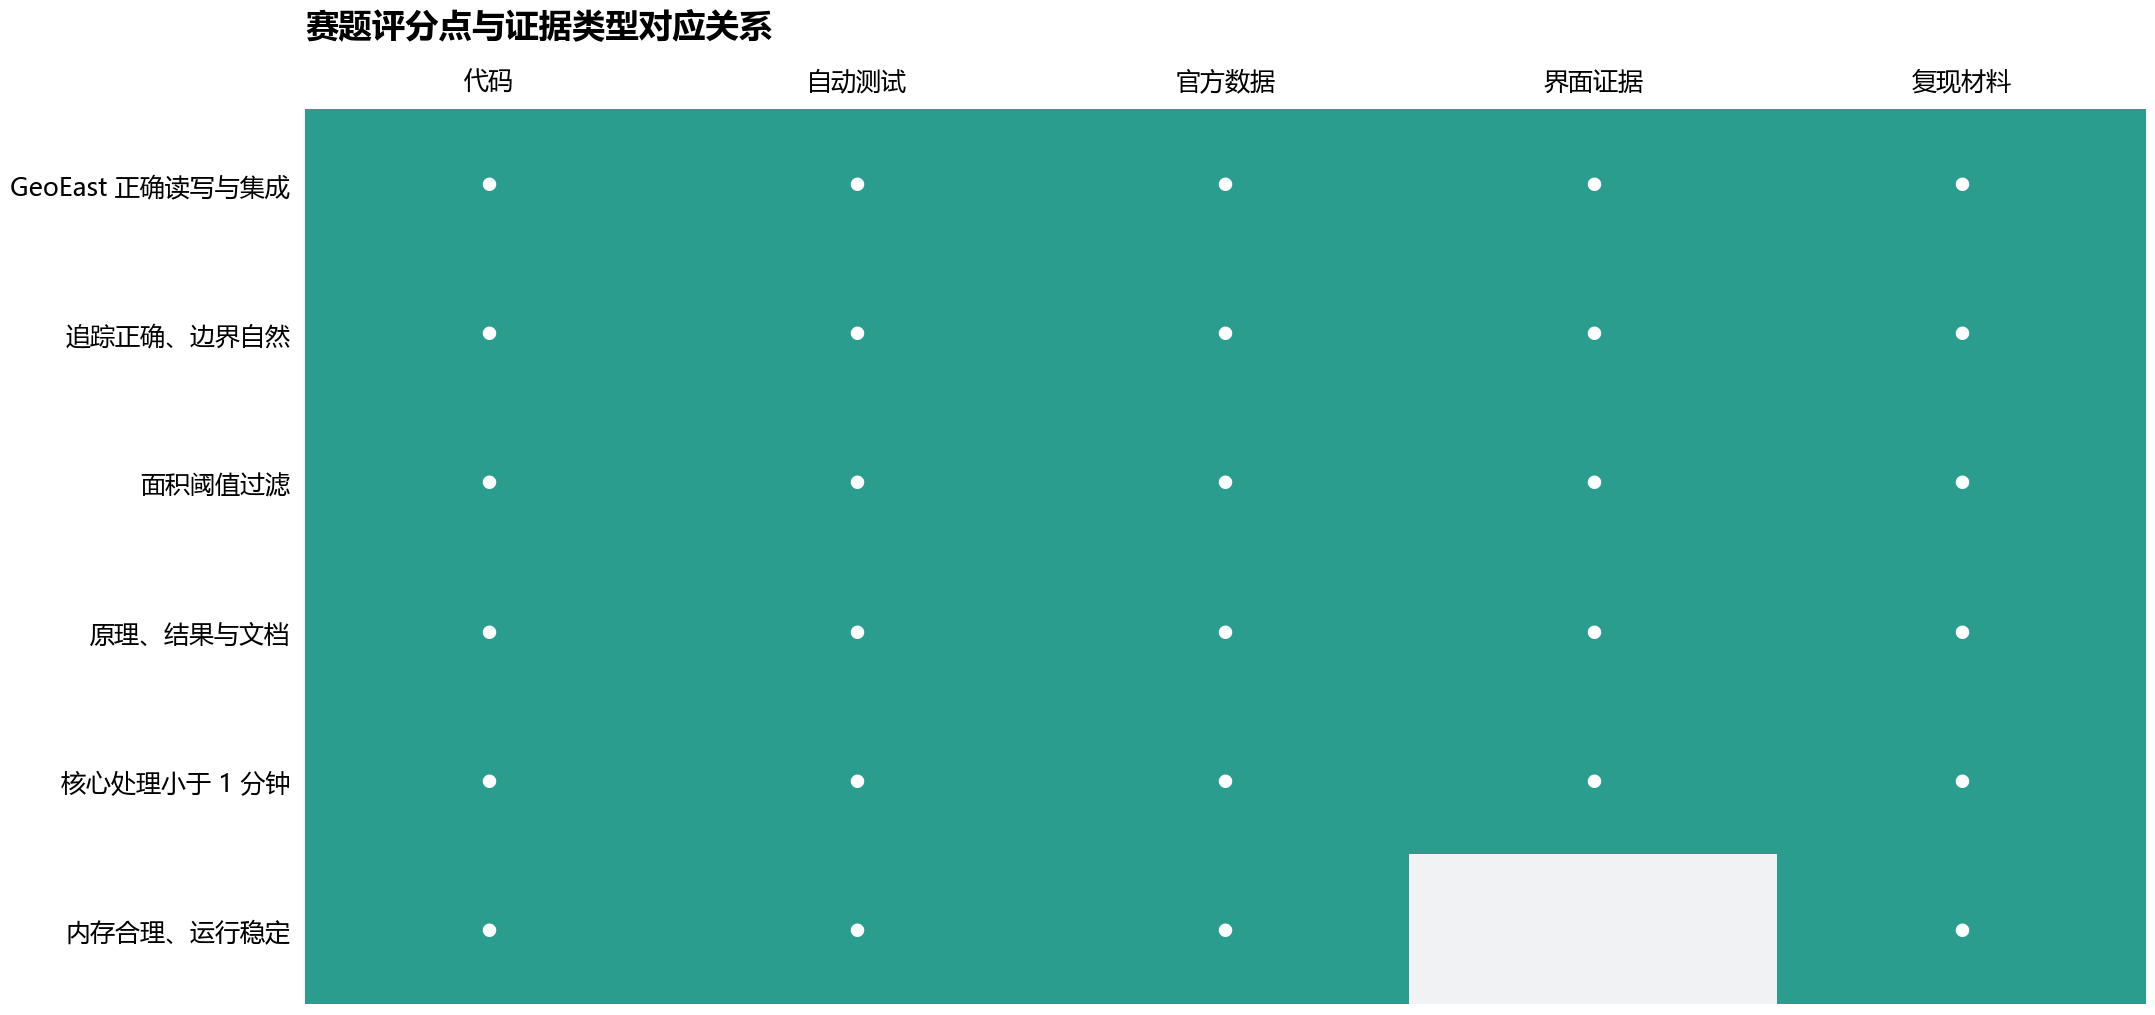 赛题评分点与证据类型对应关系
代码 自动测试 官方数据 界面证据 复现材料
GeoEast 正确读写与集成
追踪正确、边界自然
面积阈值过滤
原理、结果与文档
核心处理小于 1 分钟
内存合理、运行稳定